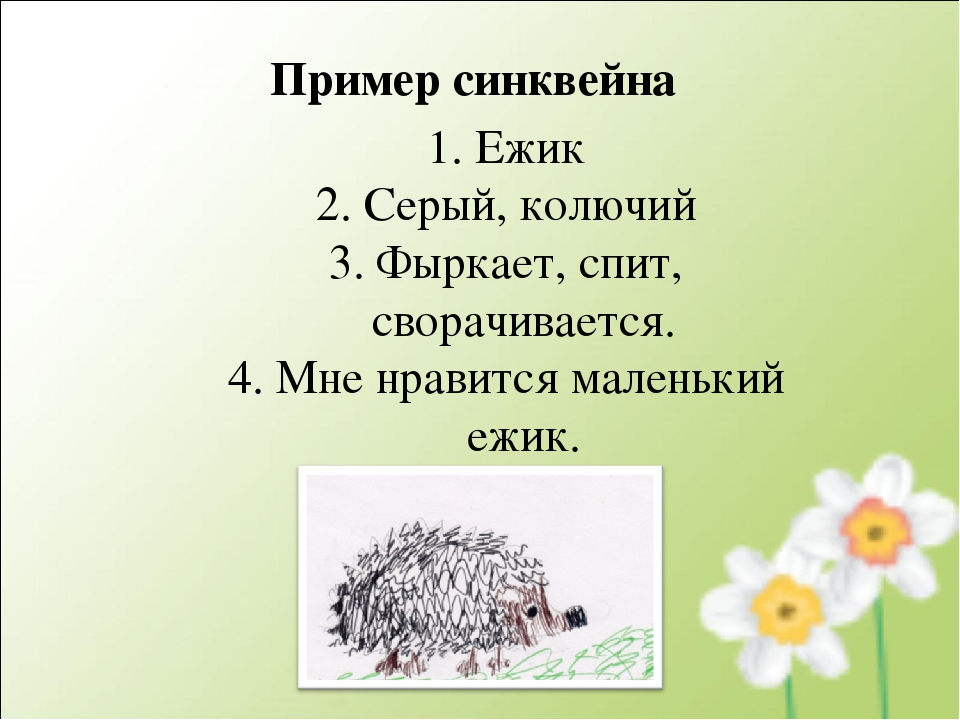 Пример синквейна
1. Ежик
2. Серый, колючий
3. Фыркает, спит,
сворачивается.
4. Мне нравится маленький
ежик.